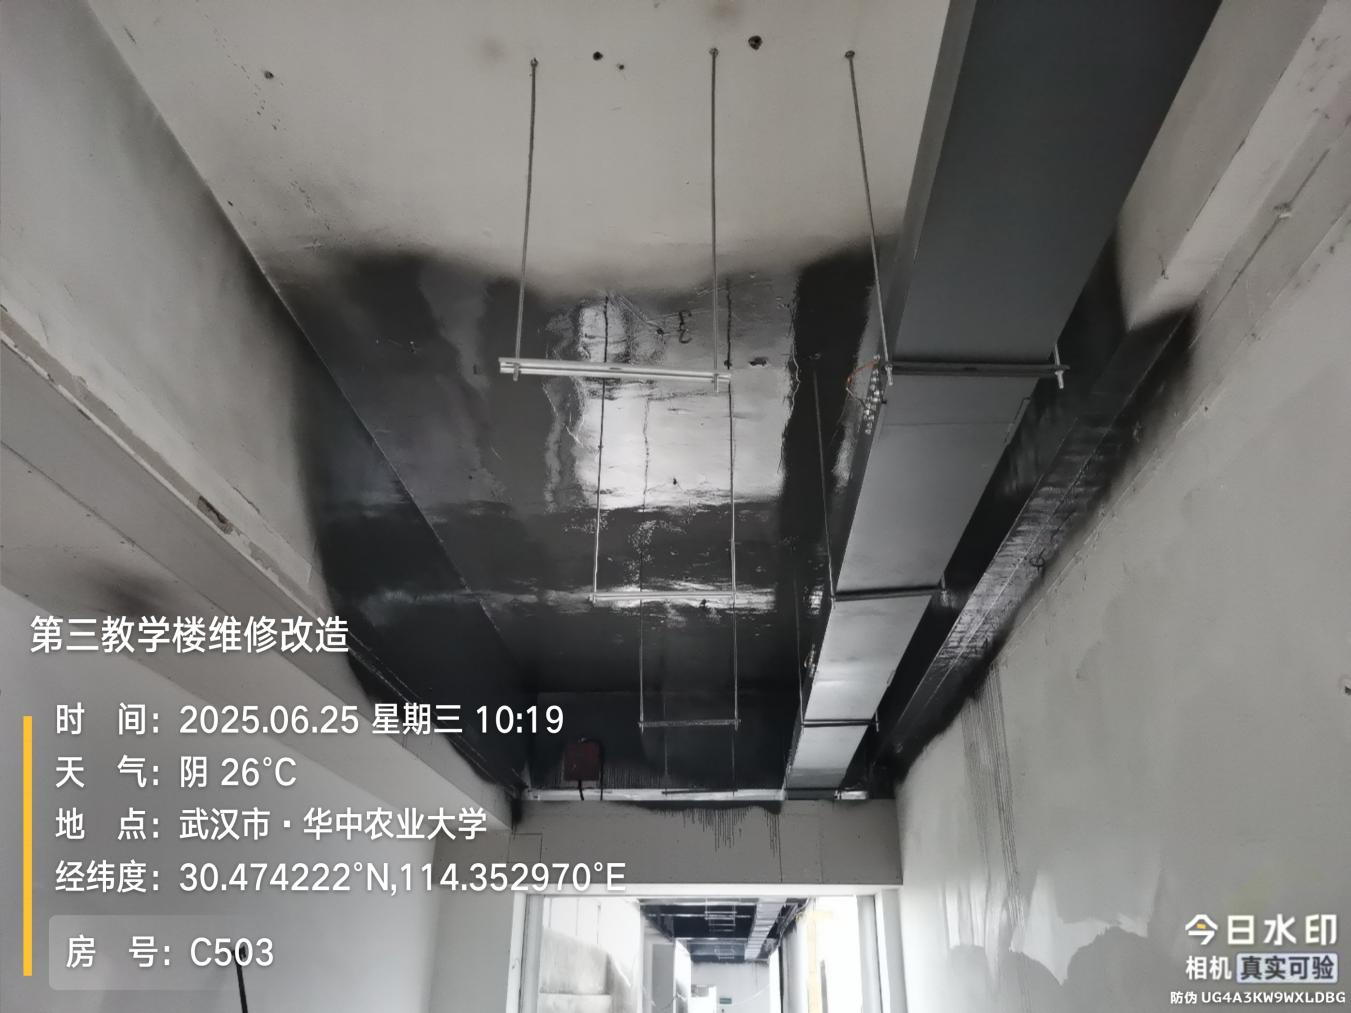 第三教学楼维修改造
时 间：2025.06.25 星期三 10:19
天 气：阴 26°C
地 点：武汉市·华中农业大学
经纬度：30.474222°N,114.352970°E
房 号：C503
今日水印
相机 真实可验
防伪 UG4A3KW9WXLDBG